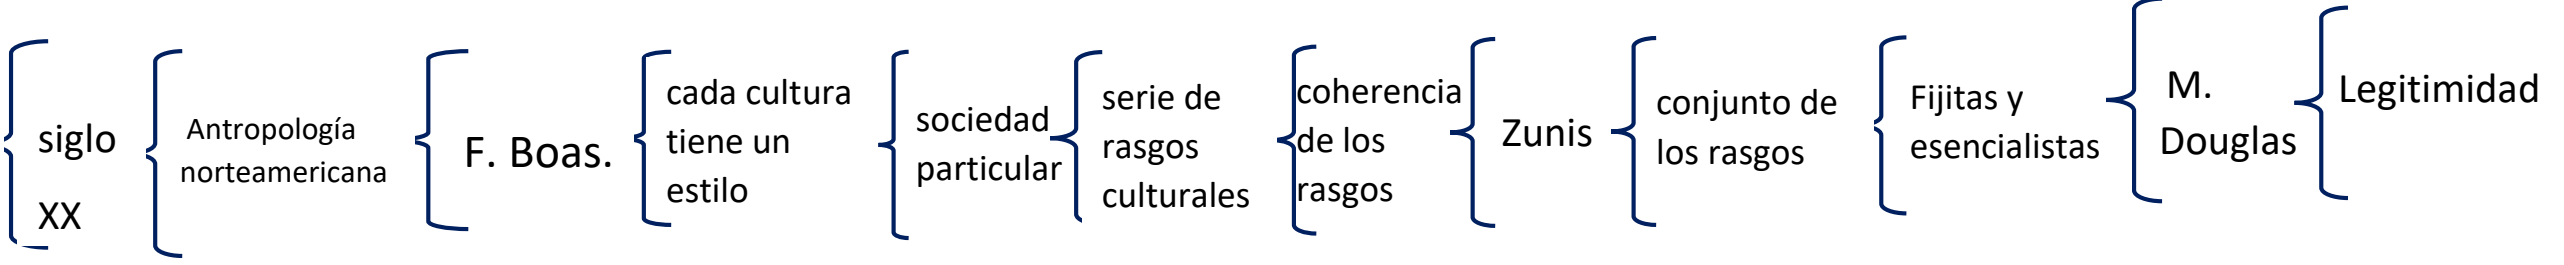 siglo
XX
Antropología
norteamericana
F. Boas.
cada cultura
tiene un
estilo
sociedad
particular
serie de
rasgos
culturales
coherencia
de los
rasgos
Zunis
conjunto de
los rasgos
Fijitas y
esencialistas
M.
Douglas
Legitimidad